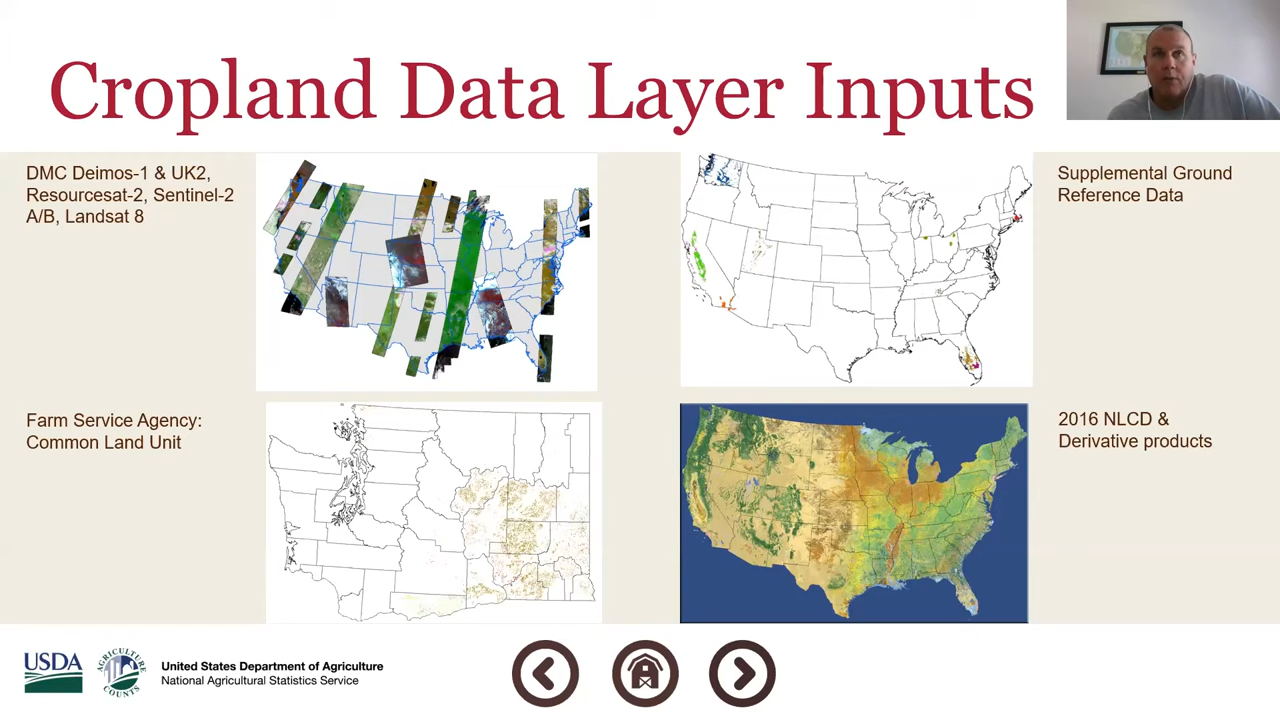 Cropland Data Layer Inputs
DMC Deimos-1 & UK2,
Resourcesat-2, Sentinel-2
A/B, Landsat 8
Supplemental Ground
Reference Data
Farm Service Agency:
Common Land Unit
2016 NLCD &
Derivative products
USDA
AGRICULTURE
COUNTS
United States Department of Agriculture
National Agricultural Statistics Service